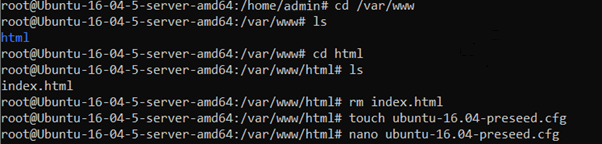 root@Ubuntu-16-04-5-server-amd64:/home/admin# cd /var/www
root@Ubuntu-16-04-5-server-amd64:/var/www# ls
html
root@Ubuntu-16-04-5-server-amd64:/var/www# cd html
root@Ubuntu-16-04-5-server-amd64:/var/www/html# ls
index.html
root@Ubuntu-16-04-5-server-amd64:/var/www/html# rm index.html
root@Ubuntu-16-04-5-server-amd64:/var/www/html# touch ubuntu-16.04-preseed.cfg
root@Ubuntu-16-04-5-server-amd64:/var/www/html# nano ubuntu-16.04-preseed.cfg